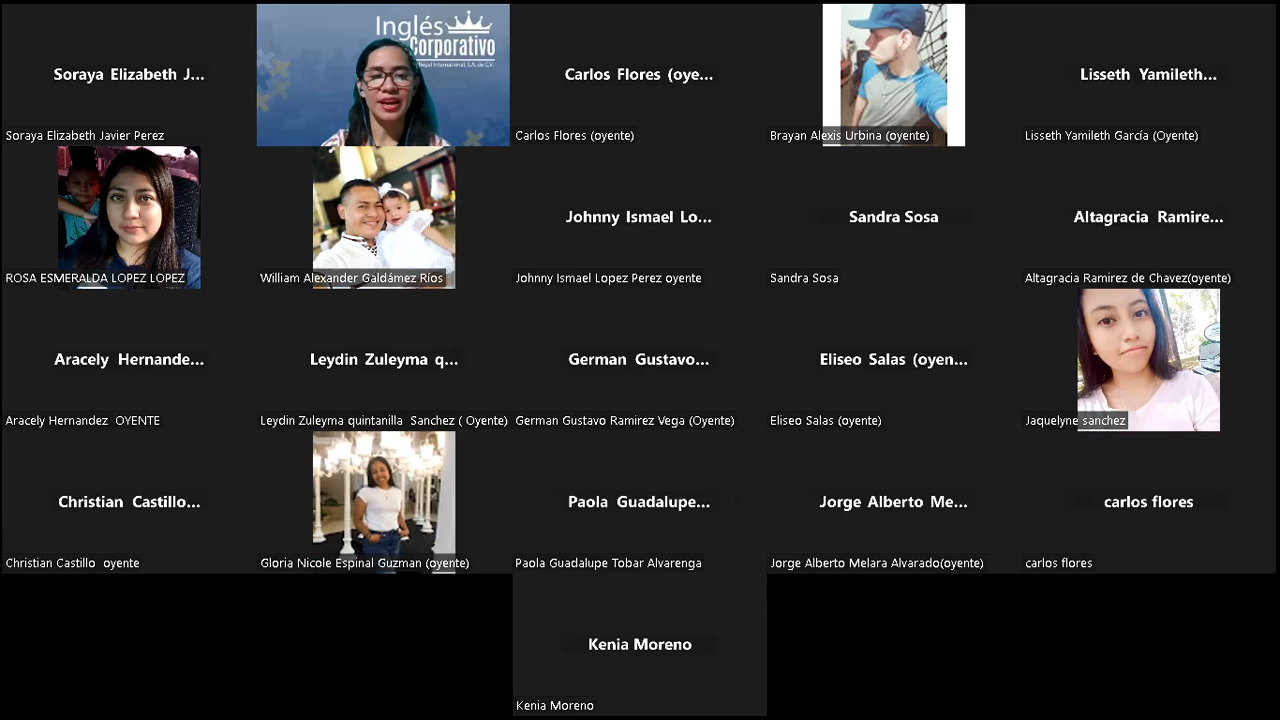 Soraya Elizabeth J...
Soraya Elizabeth Javier Perez
Inglés
Corporativo
Carlos Flores (oye...
Carlos Flores (oyente)
Brayan Alexis Urbina (oyente)
Lisseth Yamileth...
Lisseth Yamileth García (Oyente)
ROSA ESMERALDA LOPEZ LOPEZ
William Alexander Galdámez Ríos
Johnny Ismael Lo...
Johnny Ismael Lopez Perez oyente
Sandra Sosa
Sandra Sosa
Altagracia Ramire...
Altagracia Ramirez de Chavez(oyente)
Aracely Hernande...
Aracely Hernandez OYENTE
Leydin Zuleyma q...
Leydin Zuleyma quintanilla Sanchez ( Oyente)
German Gustavo...
German Gustavo Ramirez Vega (Oyente)
Eliseo Salas (oyen...
Eliseo Salas (oyente)
Jaquelyne sanchez
Christian Castillo...
Christian Castillo oyente
Gloria Nicole Espinal Guzman (oyente)
Paola Guadalupe...
Paola Guadalupe Tobar Alvarenga
Jorge Alberto Me...
Jorge Alberto Melara Alvarado(oyente)
carlos flores
carlos flores
Kenia Moreno
Kenia Moreno